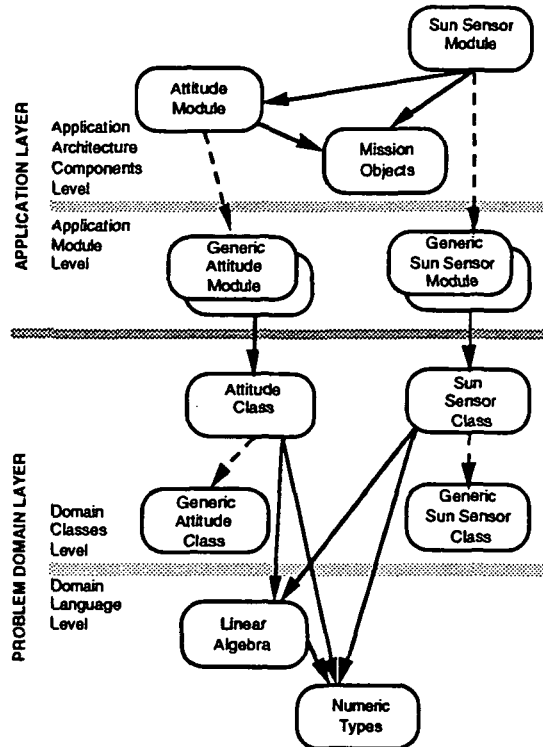 Sun Sensor
Module
Attitude
Module
APPLICATION LAYER
Application
Architecture
Components
Level
Mission
Objects
Application
Module
Level
Generic
Attitude
Module
Generic
Sun Sensor
Module
Attitude
Class
Sun
Sensor
Class
PROBLEM DOMAIN LAYER
Domain
Classes
Level
Generic
Attitude
Class
Generic
Sun Sensor
Class
Domain
Language
Level
Linear
Algebra
Numeric
Types